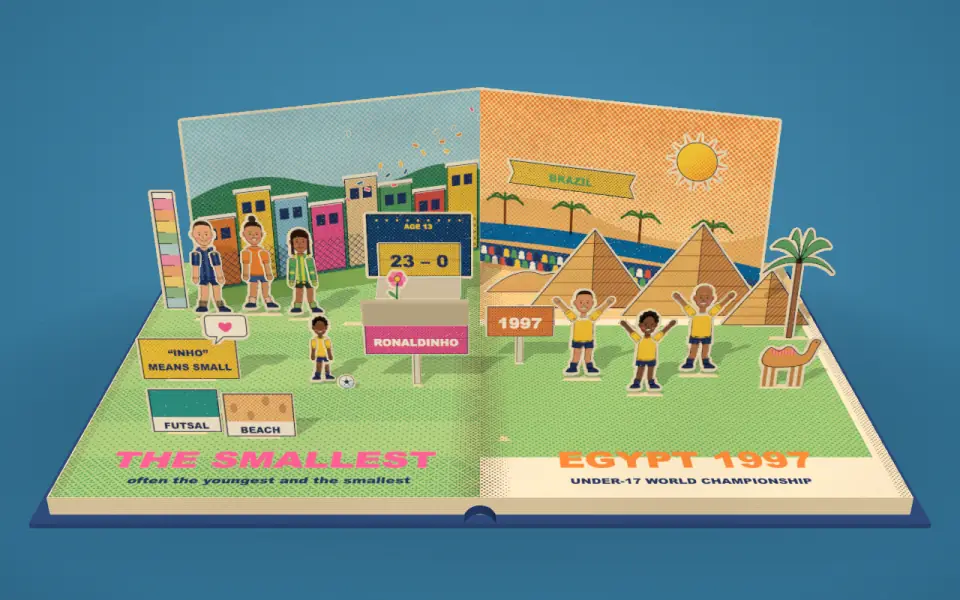 AGE 13
23 – 0
RONALDINHO
“INHO”
MEANS SMALL
FUTSAL
BEACH
THE SMALLEST
often the youngest and the smallest
BRAZIL
1997
EGYPT 1997
UNDER-17 WORLD CHAMPIONSHIP